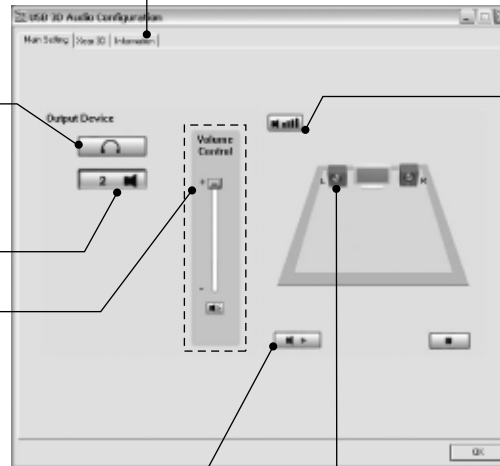 USB 3D Audio Configuration
Main Setting Xear 3D Information
Output Device
2
Volume
Control
+
-
L
R
OK